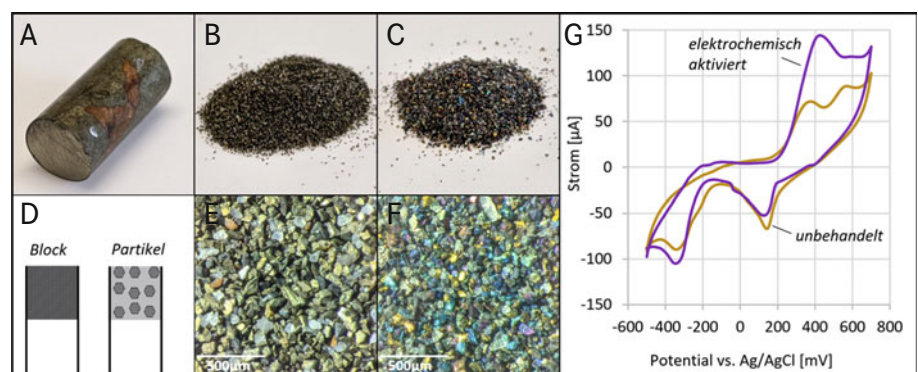 A
B
C
D
Block
Partikel
E
500µm
F
500µm
G
elektrochemisch
aktiviert
unbehandelt
Strom [µA]
150
100
50
0
-50
-100
-150
-600 -400 -200 0 200 400 600 800
Potential vs. Ag/AgCl [mV]